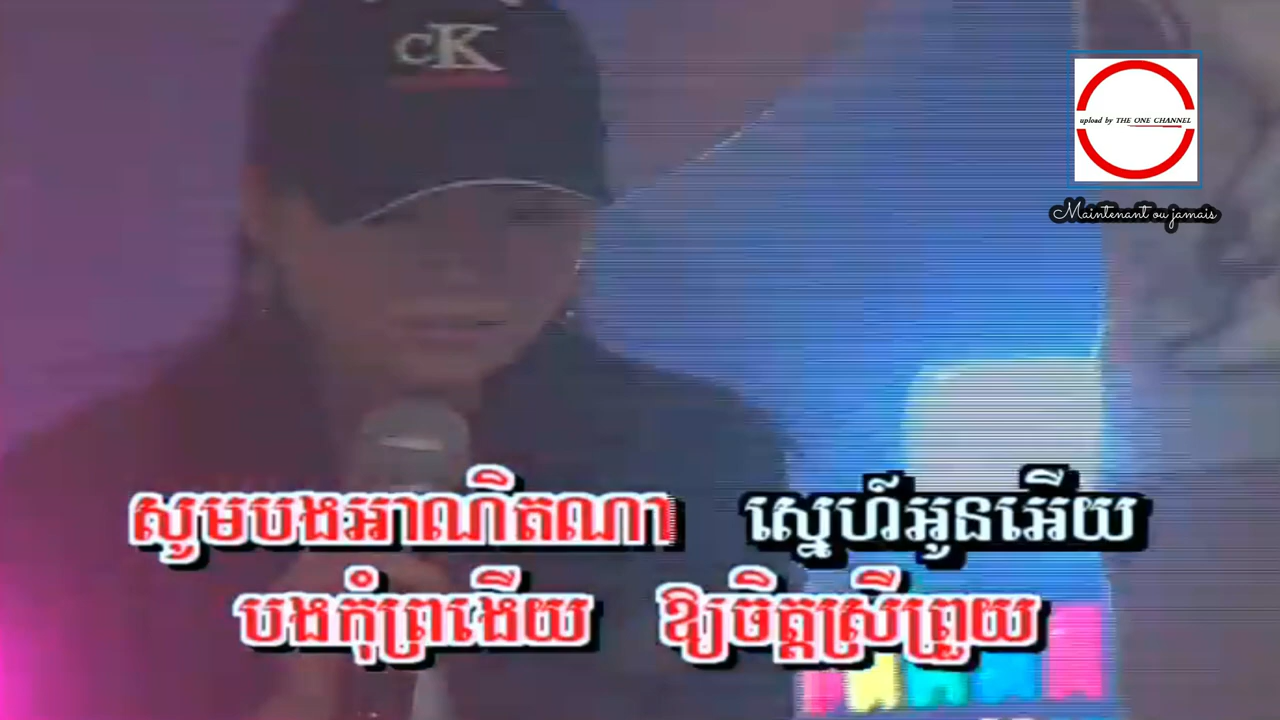 CK
upload by THE ONE CHANNEL
Maintenant ou jamais
សូមបងអាណិតណា ស្នេហ៍អូនអើយ
បងកុំព្រងើយ ឱ្យចិត្តស្រីព្រួយ